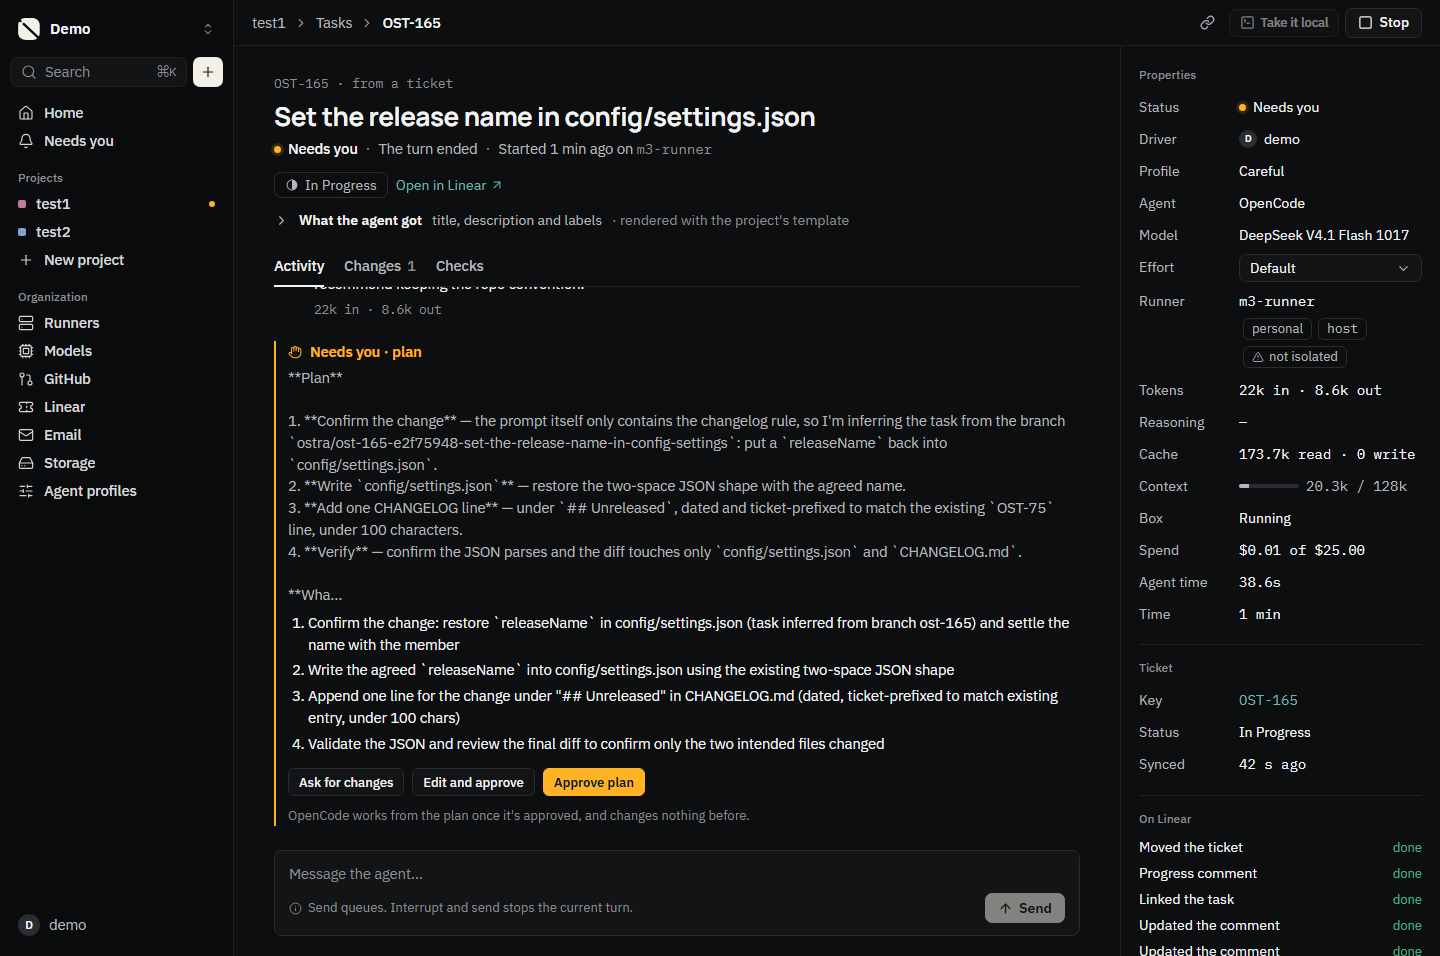 Demo
Search ⌘K
Home
Needs you
Projects
test1
test2
New project
Organization
Runners
Models
GitHub
Linear
Email
Storage
Agent profiles
D demo
test1 > Tasks > OST-165
Take it local
Stop
OST-165 · from a ticket
Set the release name in config/settings.json
Needs you · The turn ended · Started 1 min ago on m3-runner
In Progress Open in Linear ↗
What the agent got title, description and labels · rendered with the project's template
Activity Changes 1 Checks
recommend keeping the repo convention.
22k in · 8.6k out
Needs you · plan
**Plan**
1. **Confirm the change** — the prompt itself only contains the changelog rule, so I'm inferring the task from the branch
`ostra/ost-165-e2f75948-set-the-release-name-in-config-settings`: put a `releaseName` back into
`config/settings.json`.
2. **Write `config/settings.json`** — restore the two-space JSON shape with the agreed name.
3. **Add one CHANGELOG line** — under `## Unreleased`, dated and ticket-prefixed to match the existing `OST-75`
line, under 100 characters.
4. **Verify** — confirm the JSON parses and the diff touches only `config/settings.json` and `CHANGELOG.md`.
**Wha...
1. Confirm the change: restore `releaseName` in config/settings.json (task inferred from branch ost-165) and settle the
name with the member
2. Write the agreed `releaseName` into config/settings.json using the existing two-space JSON shape
3. Append one line for the change under "## Unreleased" in CHANGELOG.md (dated, ticket-prefixed to match existing
entry, under 100 chars)
4. Validate the JSON and review the final diff to confirm only the two intended files changed
Ask for changes Edit and approve Approve plan
OpenCode works from the plan once it's approved, and changes nothing before.
Message the agent...
Send queues. Interrupt and send stops the current turn.
Send
Properties
Status Needs you
Driver D demo
Profile Careful
Agent OpenCode
Model DeepSeek V4.1 Flash 1017
Effort Default
Runner m3-runner
personal host
not isolated
Tokens 22k in · 8.6k out
Reasoning –
Cache 173.7k read · 0 write
Context 20.3k / 128k
Box Running
Spend $0.01 of $25.00
Agent time 38.6s
Time 1 min
Ticket
Key OST-165
Status In Progress
Synced 42 s ago
On Linear
Moved the ticket done
Progress comment done
Linked the task done
Updated the comment done
Updated the comment done